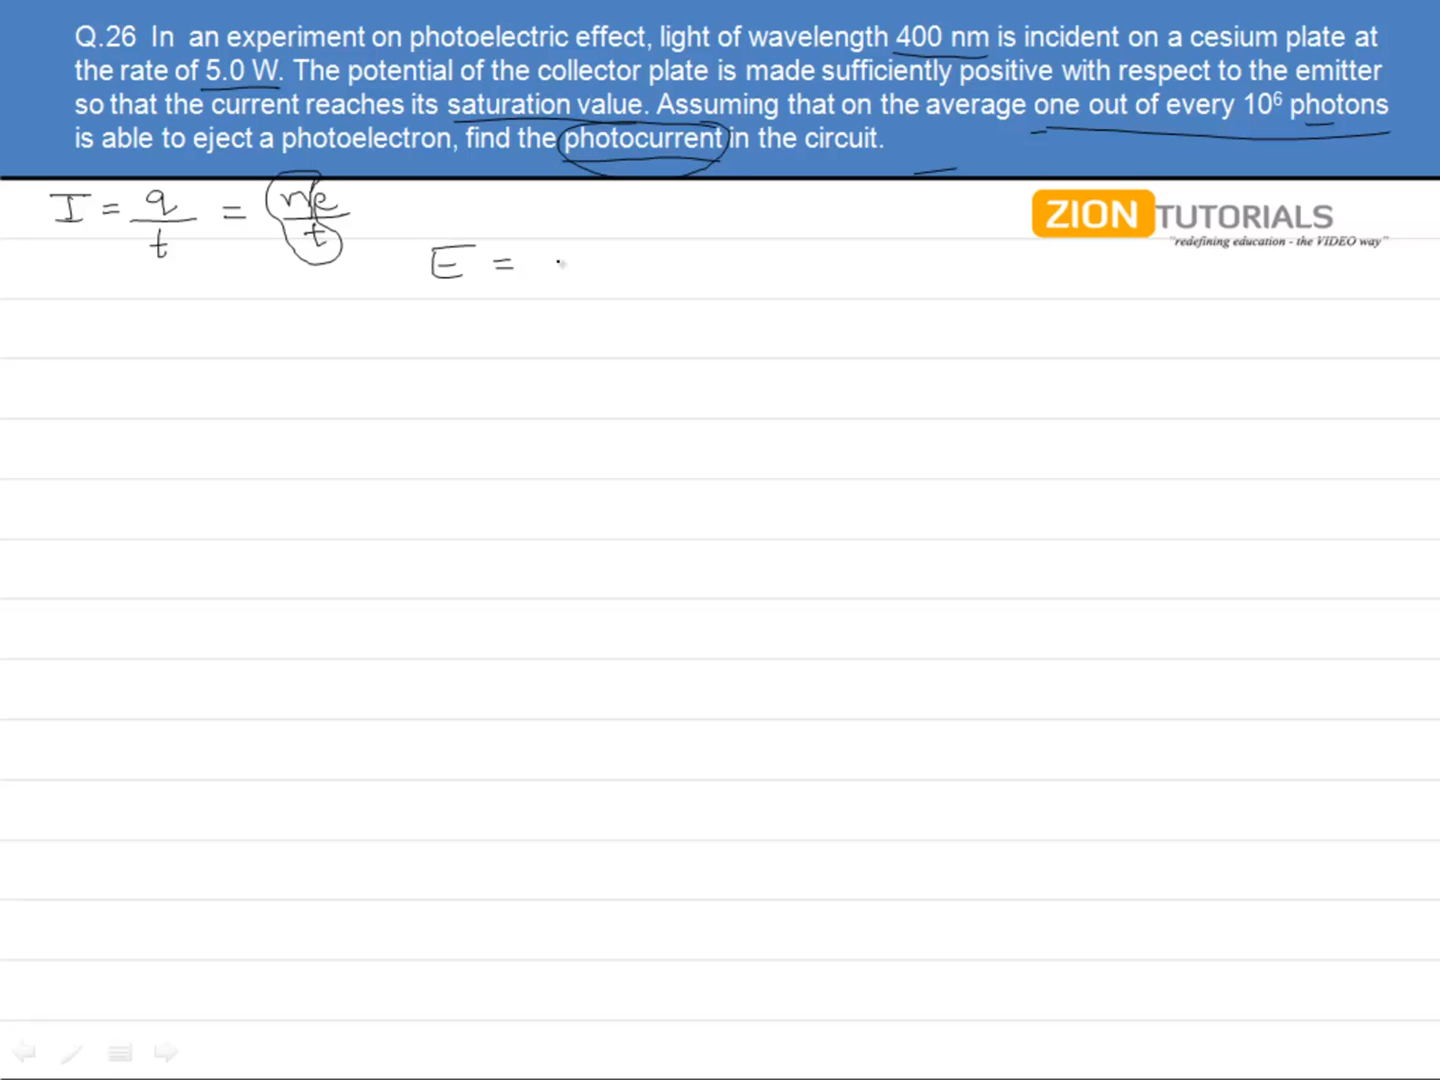 Q.26 In an experiment on photoelectric effect, light of wavelength 400 nm is incident on a cesium plate at
the rate of 5.0 W. The potential of the collector plate is made sufficiently positive with respect to the emitter
so that the current reaches its saturation value. Assuming that on the average one out of every 10⁶ photons
is able to eject a photoelectron, find the photocurrent in the circuit.
I = q/t = ne/t
E =
ZION TUTORIALS
"redefining education - the VIDEO way"